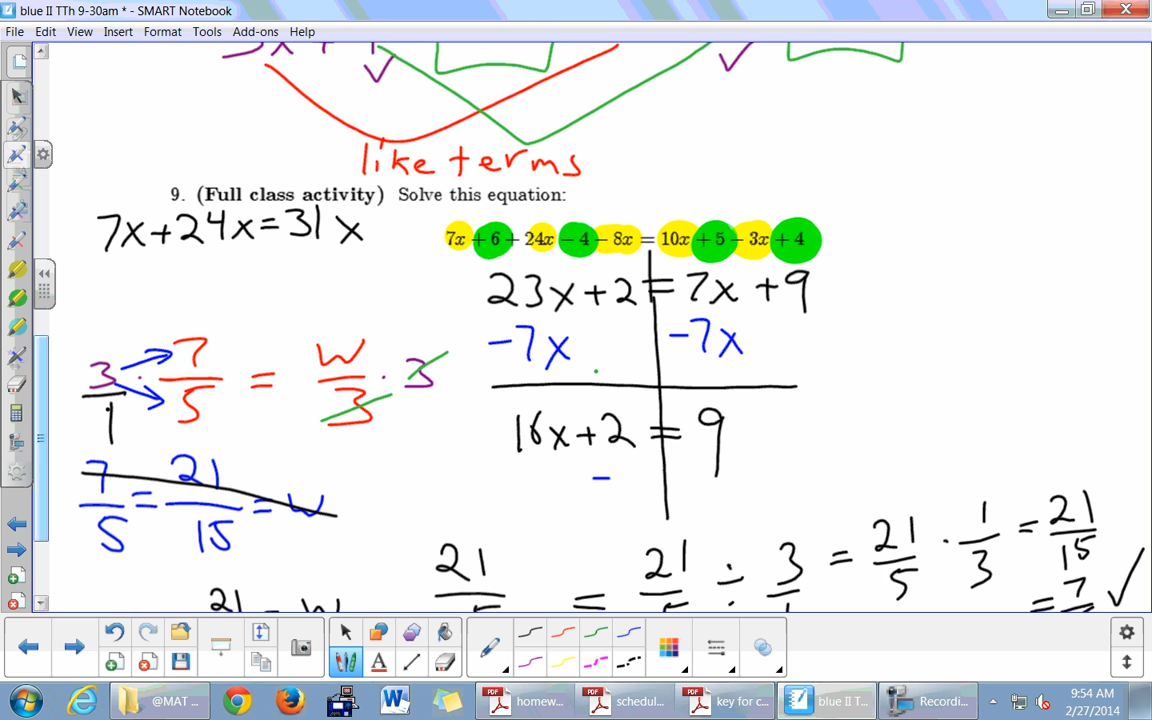 blue II TTh 9-30am * - SMART Notebook
File Edit View Insert Format Tools Add-ons Help
like terms
9. (Full class activity) Solve this equation:
7x+24x=31x
7x + 6 + 24x − 4 − 8x = 10x + 5 − 3x + 4
23x+2 = 7x +9
-7x -7x
3/1 · 7/5 = W/3 · 3
16x+2 = 9
-
7/5 = 21/15 = W
21/5 ÷ 3 = 21/5 · 1/3 = 21/15
= 7 ✓
21 = W
21
=
@MAT ... homew... schedul... key for c... blue II T... Recordi...
9:54 AM
2/27/2014